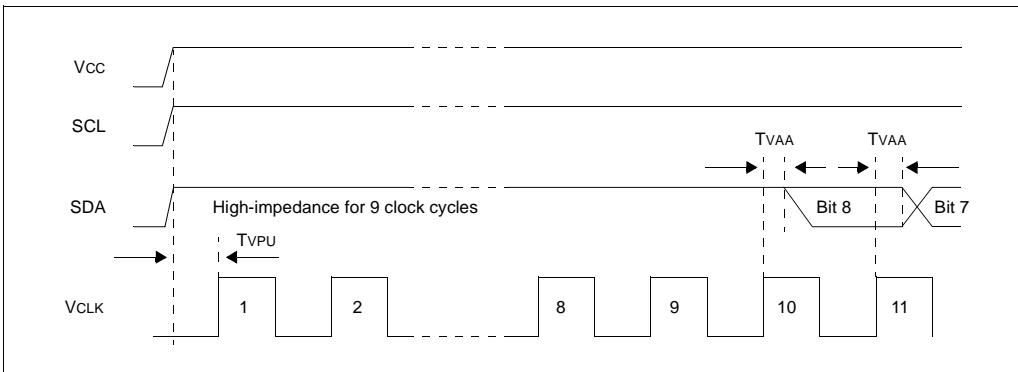 VCC
SCL
TVAA TVAA
SDA High-impedance for 9 clock cycles Bit 8 Bit 7
TVPU
VCLK 1 2 8 9 10 11